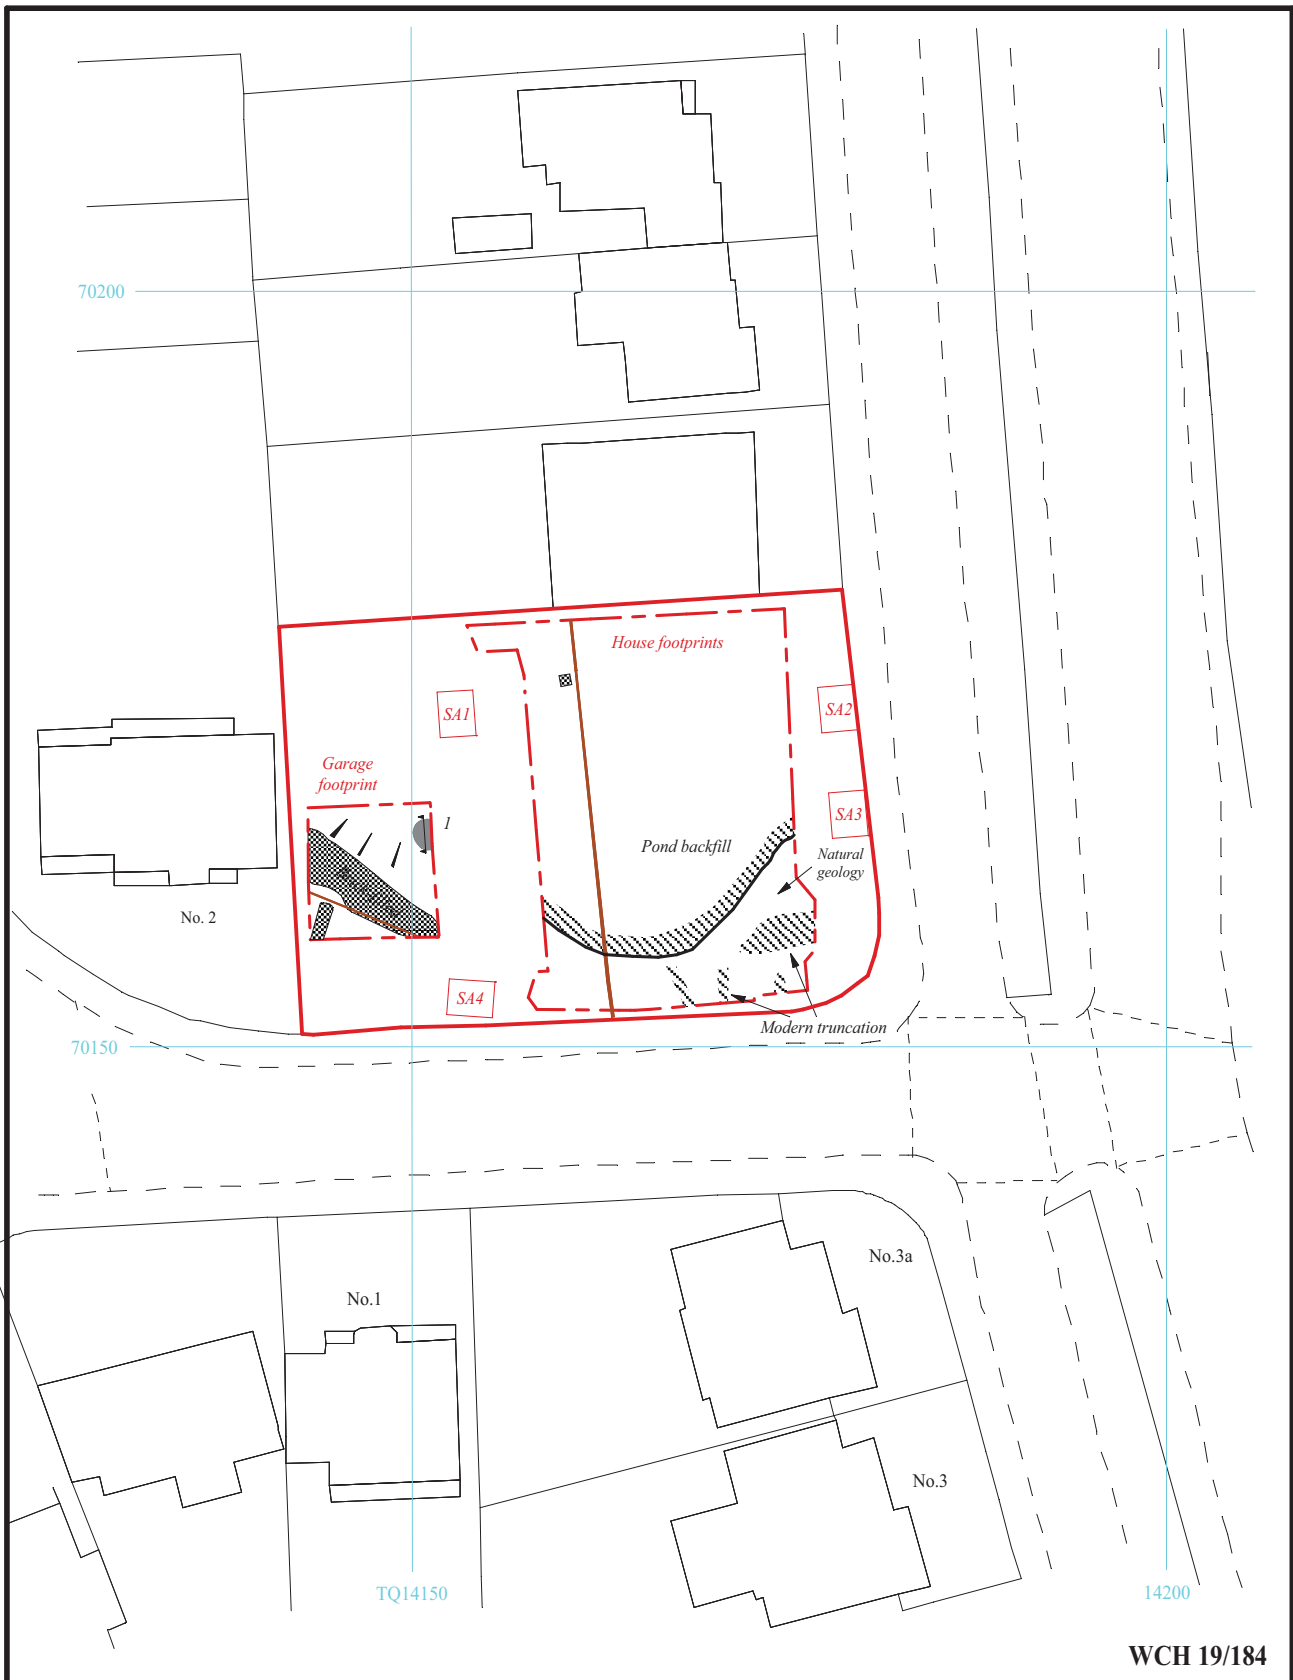 70200
House footprints
SA1
SA2
Garage
footprint
SA3
1
Pond backfill
Natural
geology
No. 2
SA4
Modern truncation
70150
No.3a
No.1
No.3
TQ14150
14200
WCH 19/184